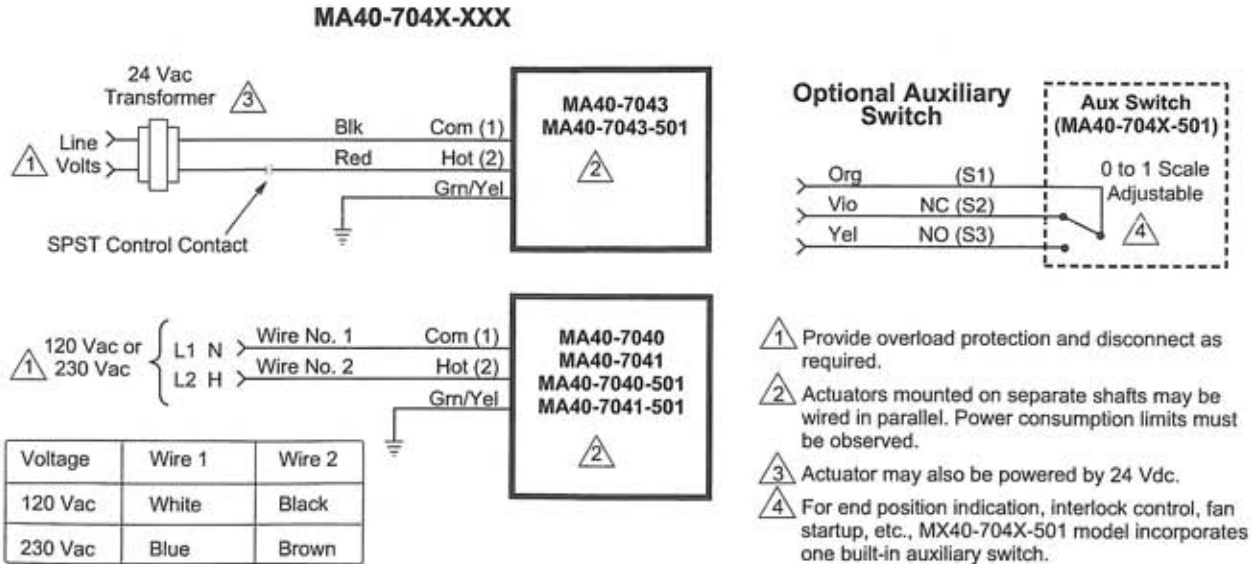 MA40-704X-XXX
24 Vac
Transformer
3
Line
Volts
1
Blk
Com (1)
Red
Hot (2)
Grn/Yel
SPST Control Contact
MA40-7043
MA40-7043-501
2
1
120 Vac or
230 Vac
L1 N
L2 H
Wire No. 1
Com (1)
Wire No. 2
Hot (2)
Grn/Yel
MA40-7040
MA40-7041
MA40-7040-501
MA40-7041-501
2
Voltage Wire 1 Wire 2
120 Vac White Black
230 Vac Blue Brown
Optional Auxiliary
Switch
Aux Switch
(MA40-704X-501)
Org (S1)
Vio NC (S2)
Yel NO (S3)
0 to 1 Scale
Adjustable
4
1 Provide overload protection and disconnect as
required.
2 Actuators mounted on separate shafts may be
wired in parallel. Power consumption limits must
be observed.
3 Actuator may also be powered by 24 Vdc.
4 For end position indication, interlock control, fan
startup, etc., MX40-704X-501 model incorporates
one built-in auxiliary switch.